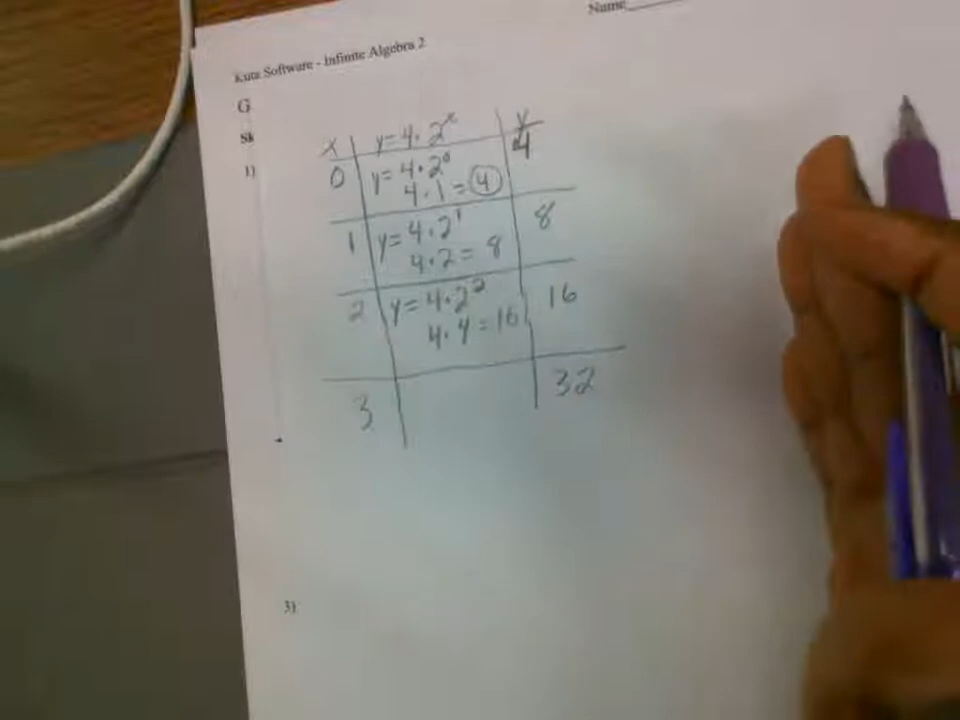 Name
Kuta Software - Infinite Algebra 2
G
Sk
1)
x y=4·2^x y
0 y=4·2^0 4
4·1=4
1 y=4·2^1 8
4·2=8
2 y=4·2^2 16
4·4=16
3 32
3)